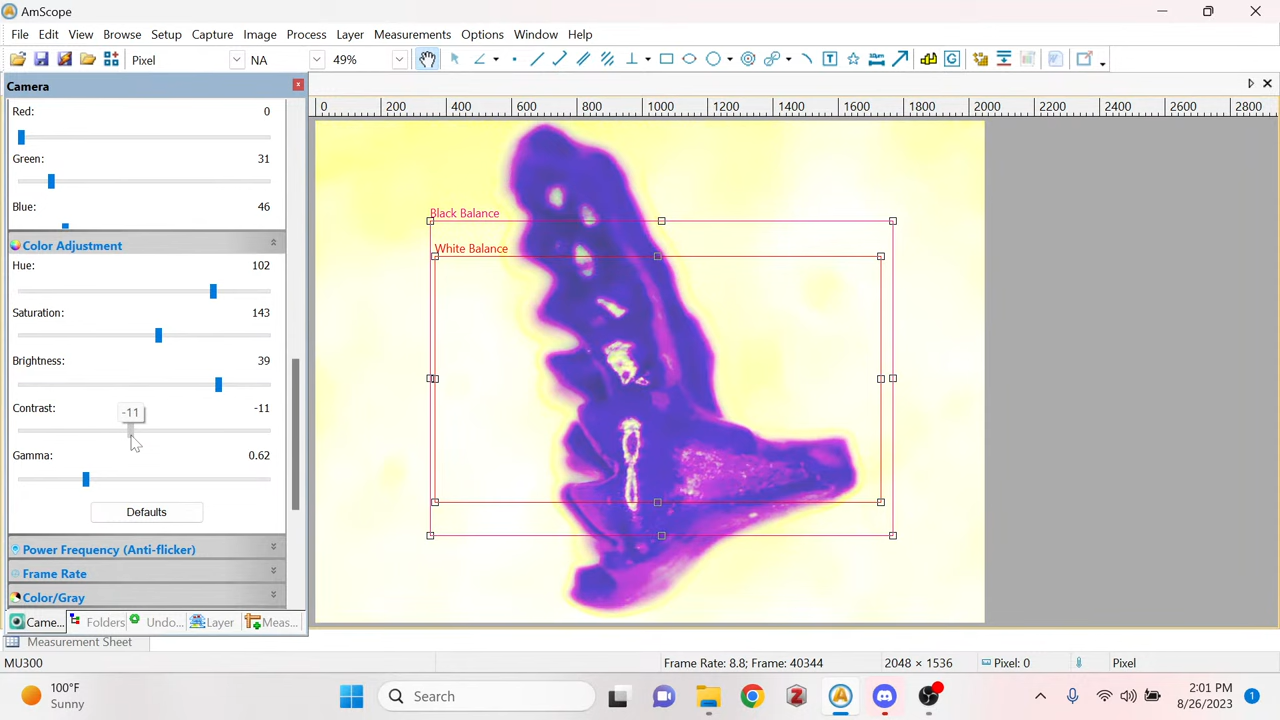 AmScope
File Edit View Browse Setup Capture Image Process Layer Measurements Options Window Help
Pixel NA 49%
Camera
0 200 400 600 800 1000 1200 1400 1600 1800 2000 2200 2400 2600 2800
Red: 0
Green: 31
Blue: 46
Color Adjustment
Hue: 102
Saturation: 143
Brightness: 39
Contrast: -11
-11
Gamma: 0.62
Defaults
Power Frequency (Anti-flicker)
Frame Rate
Color/Gray
Black Balance
White Balance
Came... Folders Undo... Layer Meas...
Measurement Sheet
MU300 Frame Rate: 8.8; Frame: 40344 2048 × 1536 Pixel: 0 Pixel
100°F
Sunny
Search
2:01 PM
8/26/2023
1